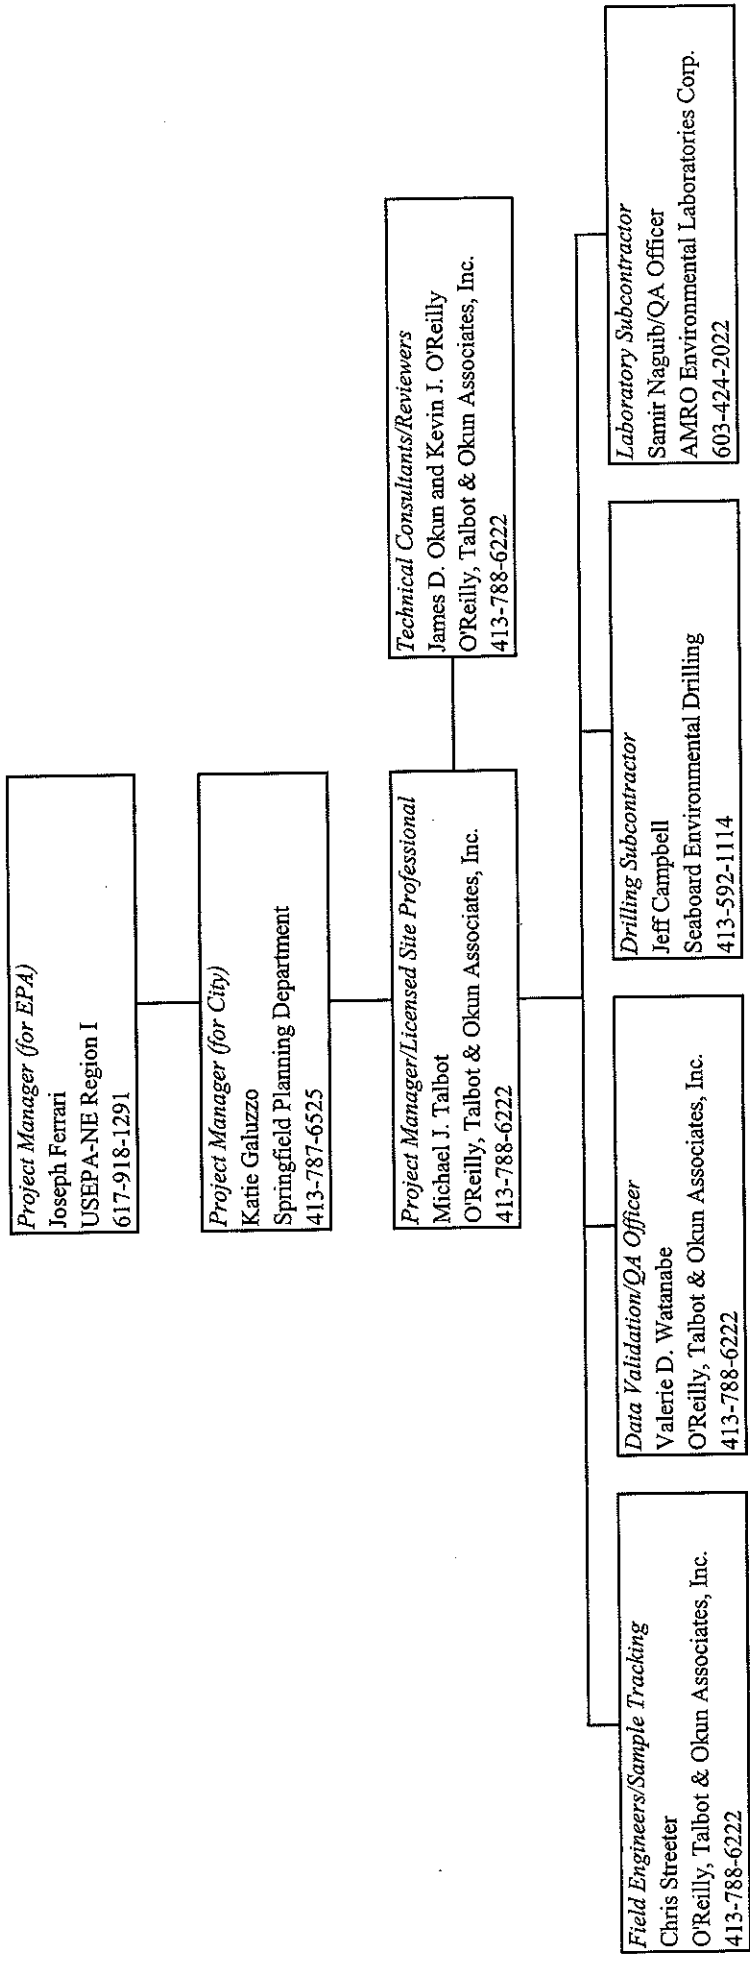 Project Manager (for EPA)
Joseph Ferrari
USEPA-NE Region I
617-918-1291
Project Manager (for City)
Katie Galuzzo
Springfield Planning Department
413-787-6525
Project Manager/Licensed Site Professional
Michael J. Talbot
O'Reilly, Talbot & Okun Associates, Inc.
413-788-6222
Technical Consultants/Reviewers
James D. Okun and Kevin J. O'Reilly
O'Reilly, Talbot & Okun Associates, Inc.
413-788-6222
Field Engineers/Sample Tracking
Chris Streeter
O'Reilly, Talbot & Okun Associates, Inc.
413-788-6222
Data Validation/QA Officer
Valerie D. Watanabe
O'Reilly, Talbot & Okun Associates, Inc.
413-788-6222
Drilling Subcontractor
Jeff Campbell
Seaboard Environmental Drilling
413-592-1114
Laboratory Subcontractor
Samir Naguib/QA Officer
AMRO Environmental Laboratories Corp.
603-424-2022